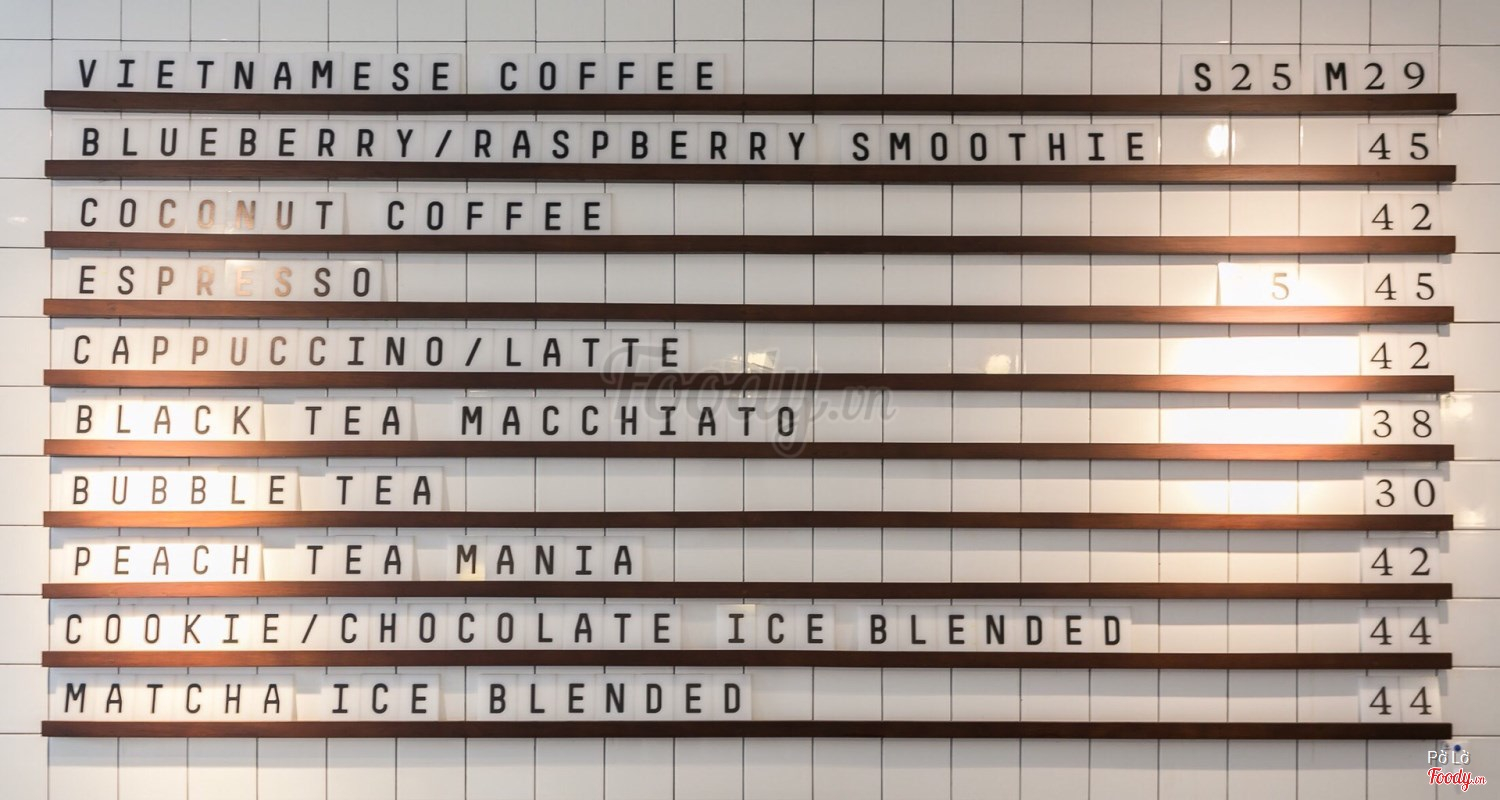 VIETNAMESE COFFEE S25 M29
BLUEBERRY/RASPBERRY SMOOTHIE 45
COCONUT COFFEE 42
ESPRESSO 45
CAPPUCCINO/LATTE 42
Foody.vn
BLACK TEA MACCHIATO 38
BUBBLE TEA 30
PEACH TEA MANIA 42
COOKIE/CHOCOLATE ICE BLENDED 44
MATCHA ICE BLENDED 44
Pở Lở
Foody.vn